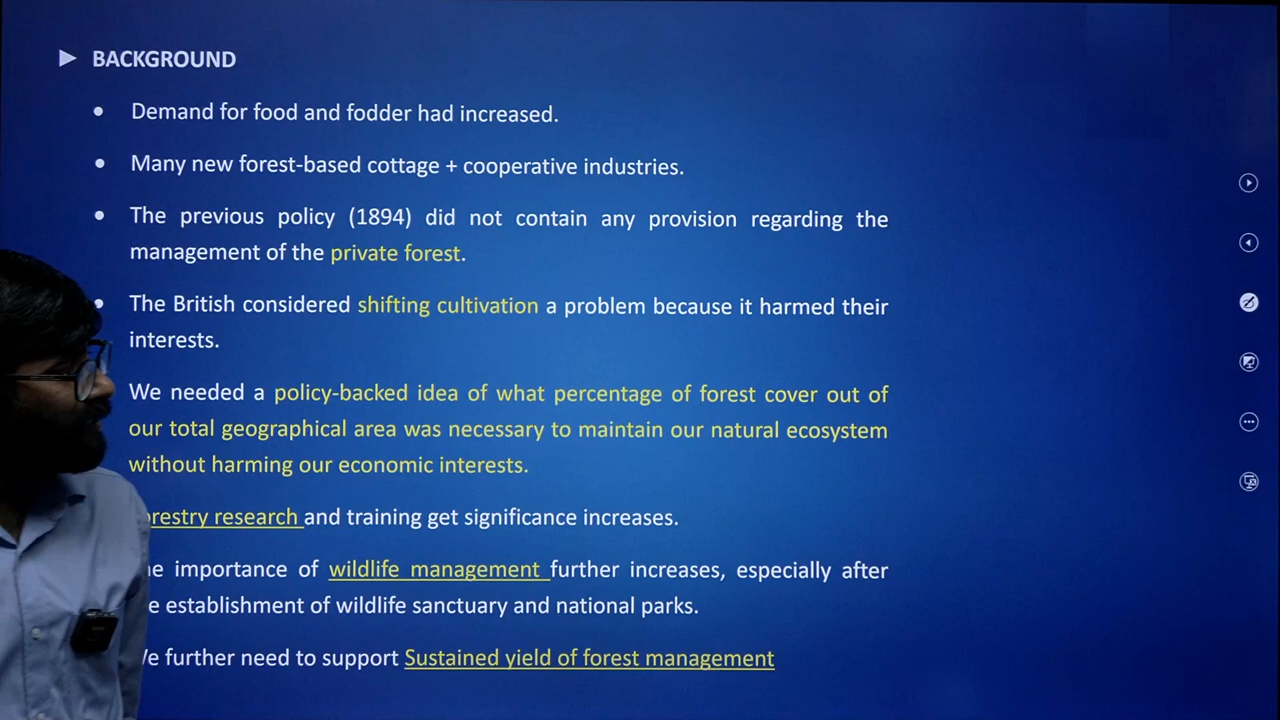 BACKGROUND
Demand for food and fodder had increased.
Many new forest-based cottage + cooperative industries.
The previous policy (1894) did not contain any provision regarding the
management of the private forest.
The British considered shifting cultivation a problem because it harmed their
interests.
We needed a policy-backed idea of what percentage of forest cover out of
our total geographical area was necessary to maintain our natural ecosystem
without harming our economic interests.
orestry research and training get significance increases.
e importance of wildlife management further increases, especially after
e establishment of wildlife sanctuary and national parks.
e further need to support Sustained yield of forest management